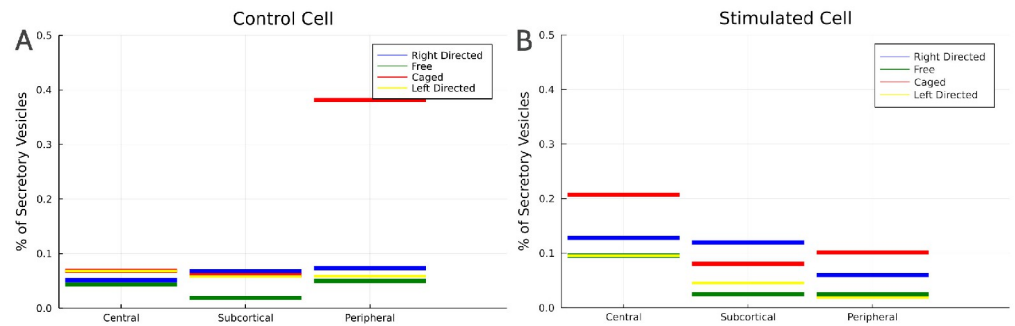 A
Control Cell
% of Secretory Vesicles
0.5
0.4
0.3
0.2
0.1
0.0
Right Directed
Free
Caged
Left Directed
Central Subcortical Peripheral
B
Stimulated Cell
% of Secretory Vesicles
0.5
0.4
0.3
0.2
0.1
0.0
Right Directed
Free
Caged
Left Directed
Central Subcortical Peripheral